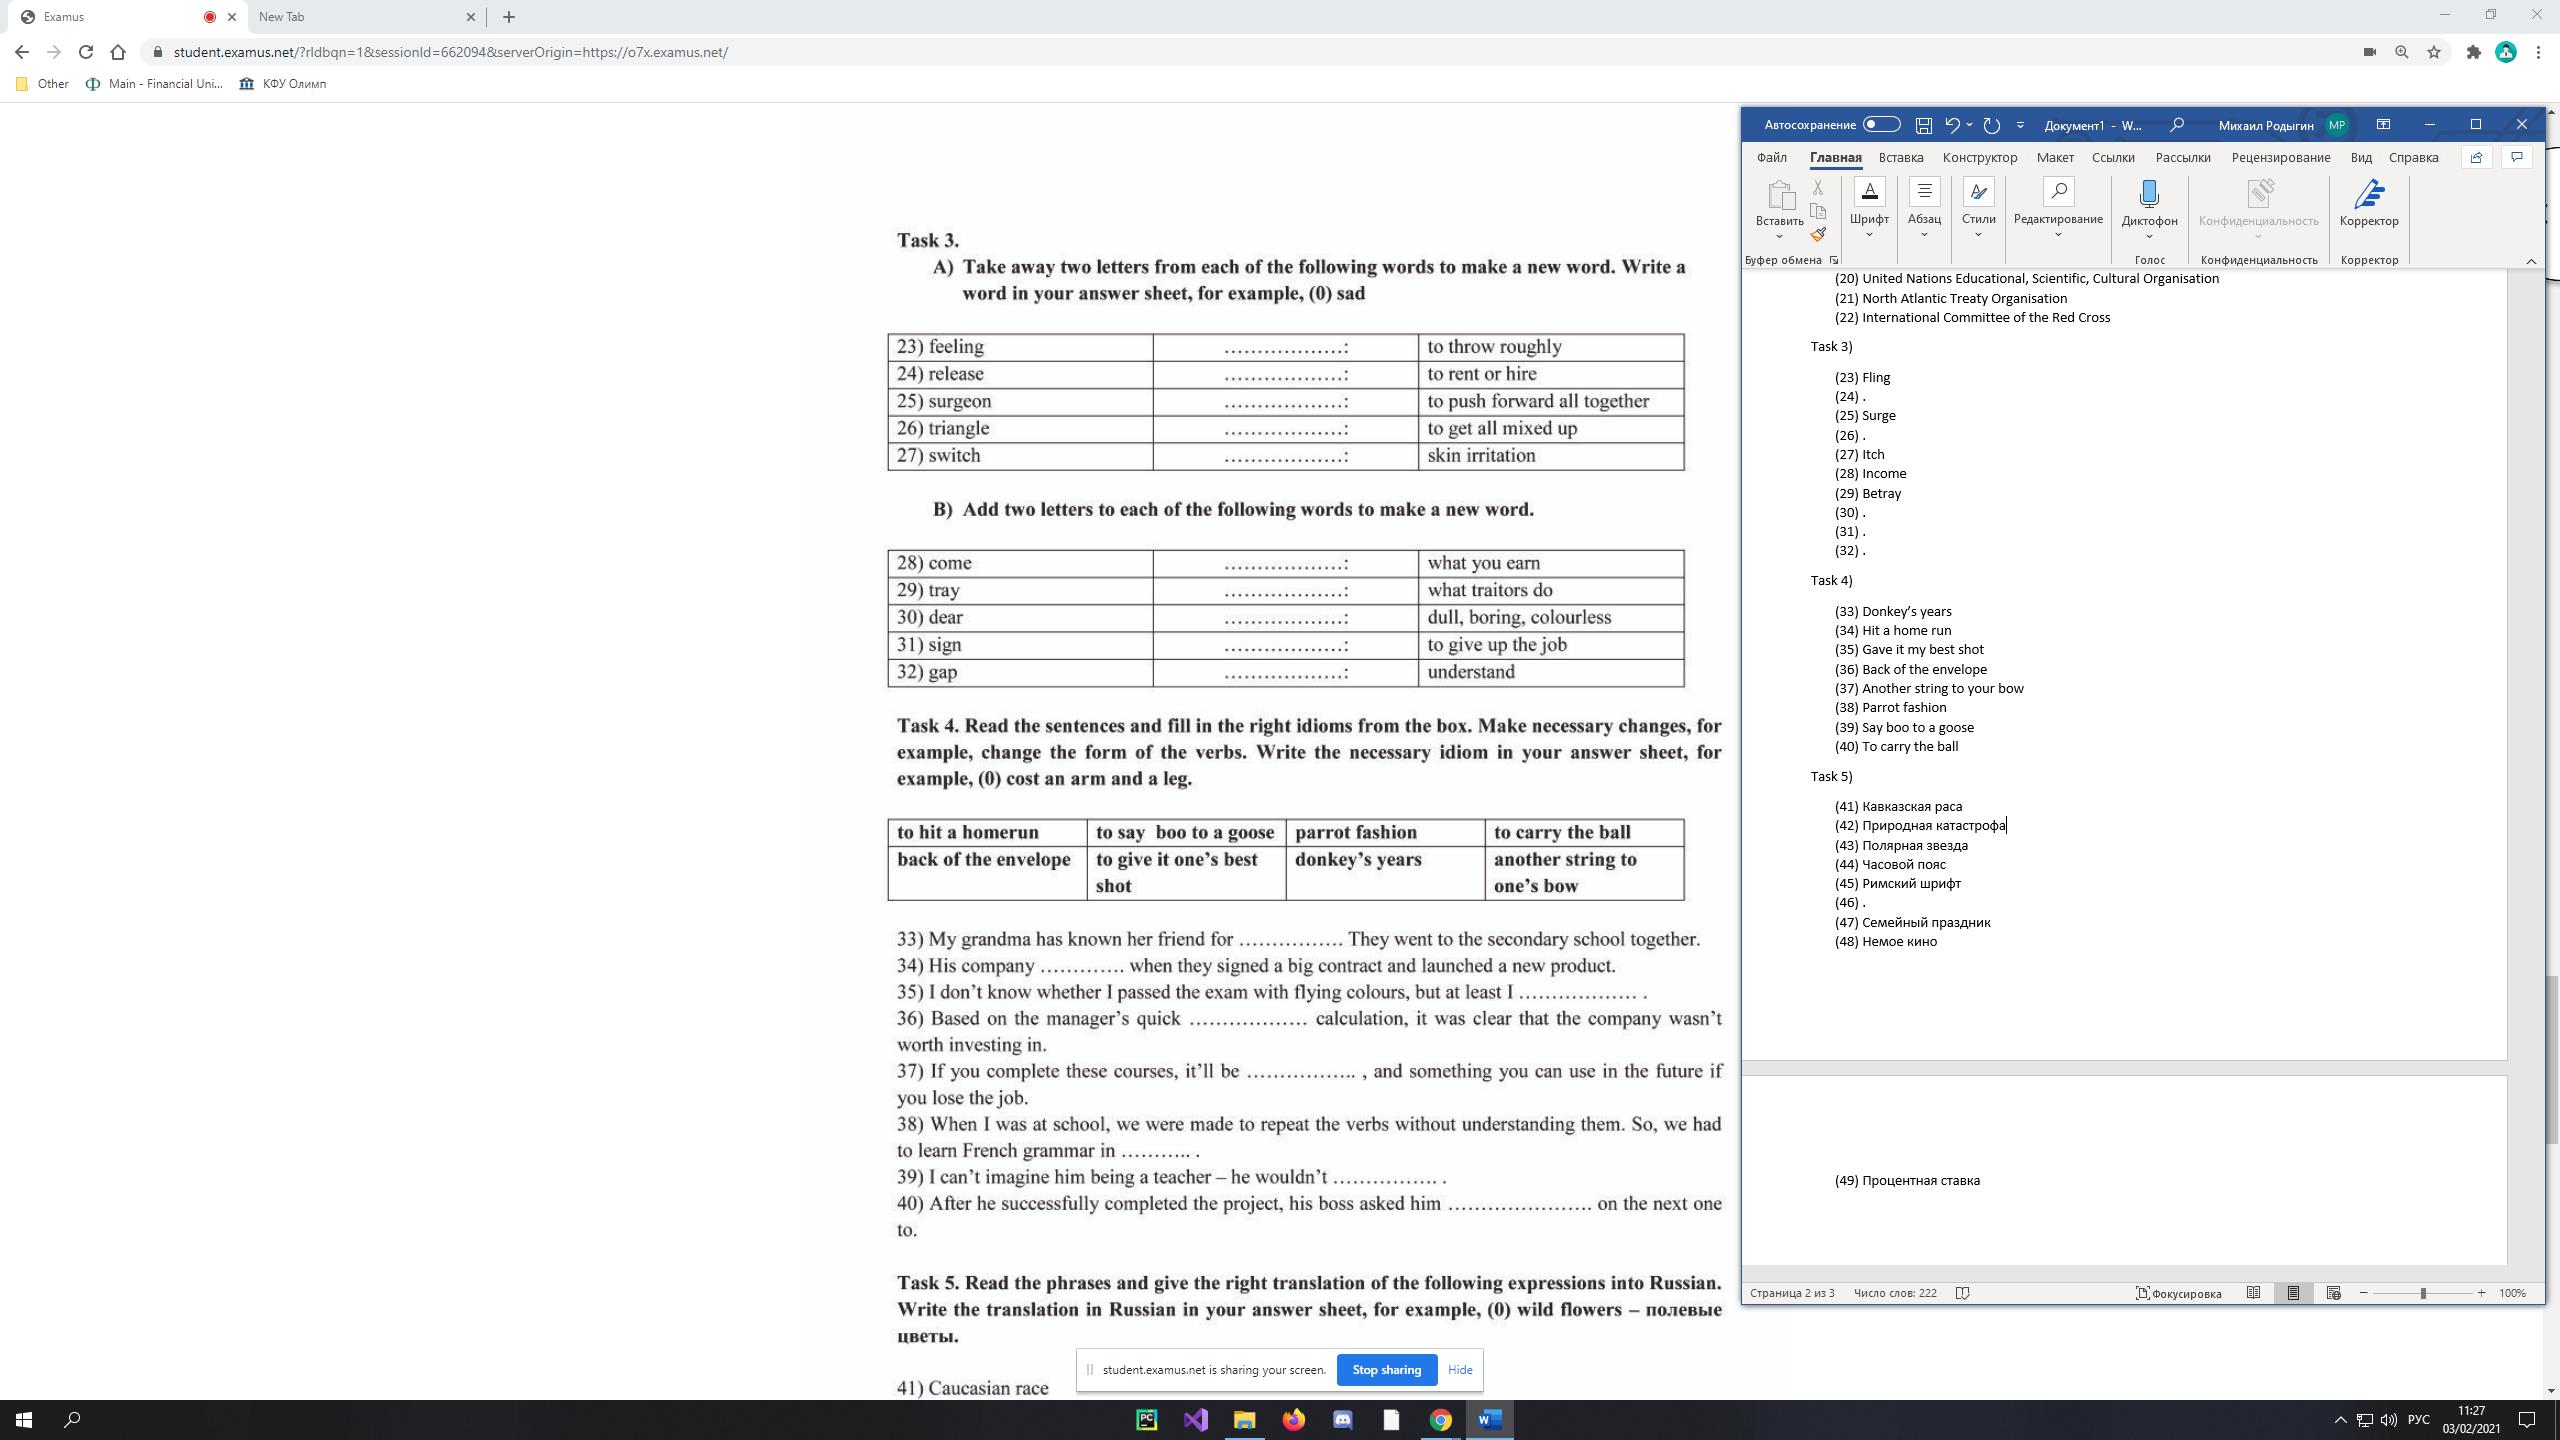 Examus
New Tab
student.examus.net/?rldbqn=1&sessionId=662094&serverOrigin=https://o7x.examus.net/
Other
Main - Financial Uni...
КФУ Олимп
Task 3.
A) Take away two letters from each of the following words to make a new word. Write a
word in your answer sheet, for example, (0) sad
23) feeling ………………: to throw roughly
24) release ………………: to rent or hire
25) surgeon ………………: to push forward all together
26) triangle ………………: to get all mixed up
27) switch ………………: skin irritation
B) Add two letters to each of the following words to make a new word.
28) come ………………: what you earn
29) tray ………………: what traitors do
30) dear ………………: dull, boring, colourless
31) sign ………………: to give up the job
32) gap ………………: understand
Task 4. Read the sentences and fill in the right idioms from the box. Make necessary changes, for
example, change the form of the verbs. Write the necessary idiom in your answer sheet, for
example, (0) cost an arm and a leg.
to hit a homerun to say boo to a goose parrot fashion to carry the ball
back of the envelope to give it one’s best donkey’s years another string to
shot one’s bow
33) My grandma has known her friend for ……………. They went to the secondary school together.
34) His company …………. when they signed a big contract and launched a new product.
35) I don’t know whether I passed the exam with flying colours, but at least I ……………… .
36) Based on the manager’s quick ……………… calculation, it was clear that the company wasn’t
worth investing in.
37) If you complete these courses, it’ll be …………….. , and something you can use in the future if
you lose the job.
38) When I was at school, we were made to repeat the verbs without understanding them. So, we had
to learn French grammar in ……….. .
39) I can’t imagine him being a teacher – he wouldn’t ……………. .
40) After he successfully completed the project, his boss asked him …………………. on the next one
to.
Task 5. Read the phrases and give the right translation of the following expressions into Russian.
Write the translation in Russian in your answer sheet, for example, (0) wild flowers – полевые
цветы.
41) Caucasian race
student.examus.net is sharing your screen.
Stop sharing
Hide
Автосохранение
Документ1 - W...
Михаил Родыгин
МР
Файл Главная Вставка Конструктор Макет Ссылки Рассылки Рецензирование Вид Справка
Вставить Шрифт Абзац Стили Редактирование Диктофон Конфиденциальность Корректор
Буфер обмена Голос Конфиденциальность Корректор
(20) United Nations Educational, Scientific, Cultural Organisation
(21) North Atlantic Treaty Organisation
(22) International Committee of the Red Cross
Task 3)
(23) Fling
(24) .
(25) Surge
(26) .
(27) Itch
(28) Income
(29) Betray
(30) .
(31) .
(32) .
Task 4)
(33) Donkey’s years
(34) Hit a home run
(35) Gave it my best shot
(36) Back of the envelope
(37) Another string to your bow
(38) Parrot fashion
(39) Say boo to a goose
(40) To carry the ball
Task 5)
(41) Кавказская раса
(42) Природная катастрофа
(43) Полярная звезда
(44) Часовой пояс
(45) Римский шрифт
(46) .
(47) Семейный праздник
(48) Немое кино
(49) Процентная ставка
Страница 2 из 3 Число слов: 222
Фокусировка
100%
PC
РУС
11:27
03/02/2021